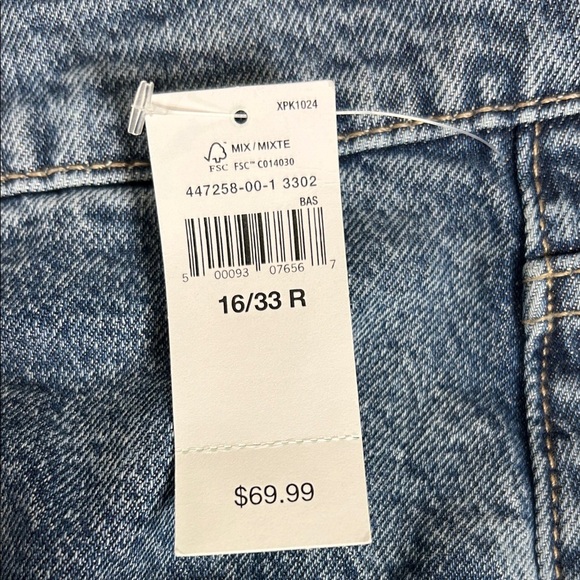 XPK1024
MIX/MIXTE
FSC FSC™ C014030
447258-00-1 3302
BAS
5 00093 07656 7
16/33 R
$69.99